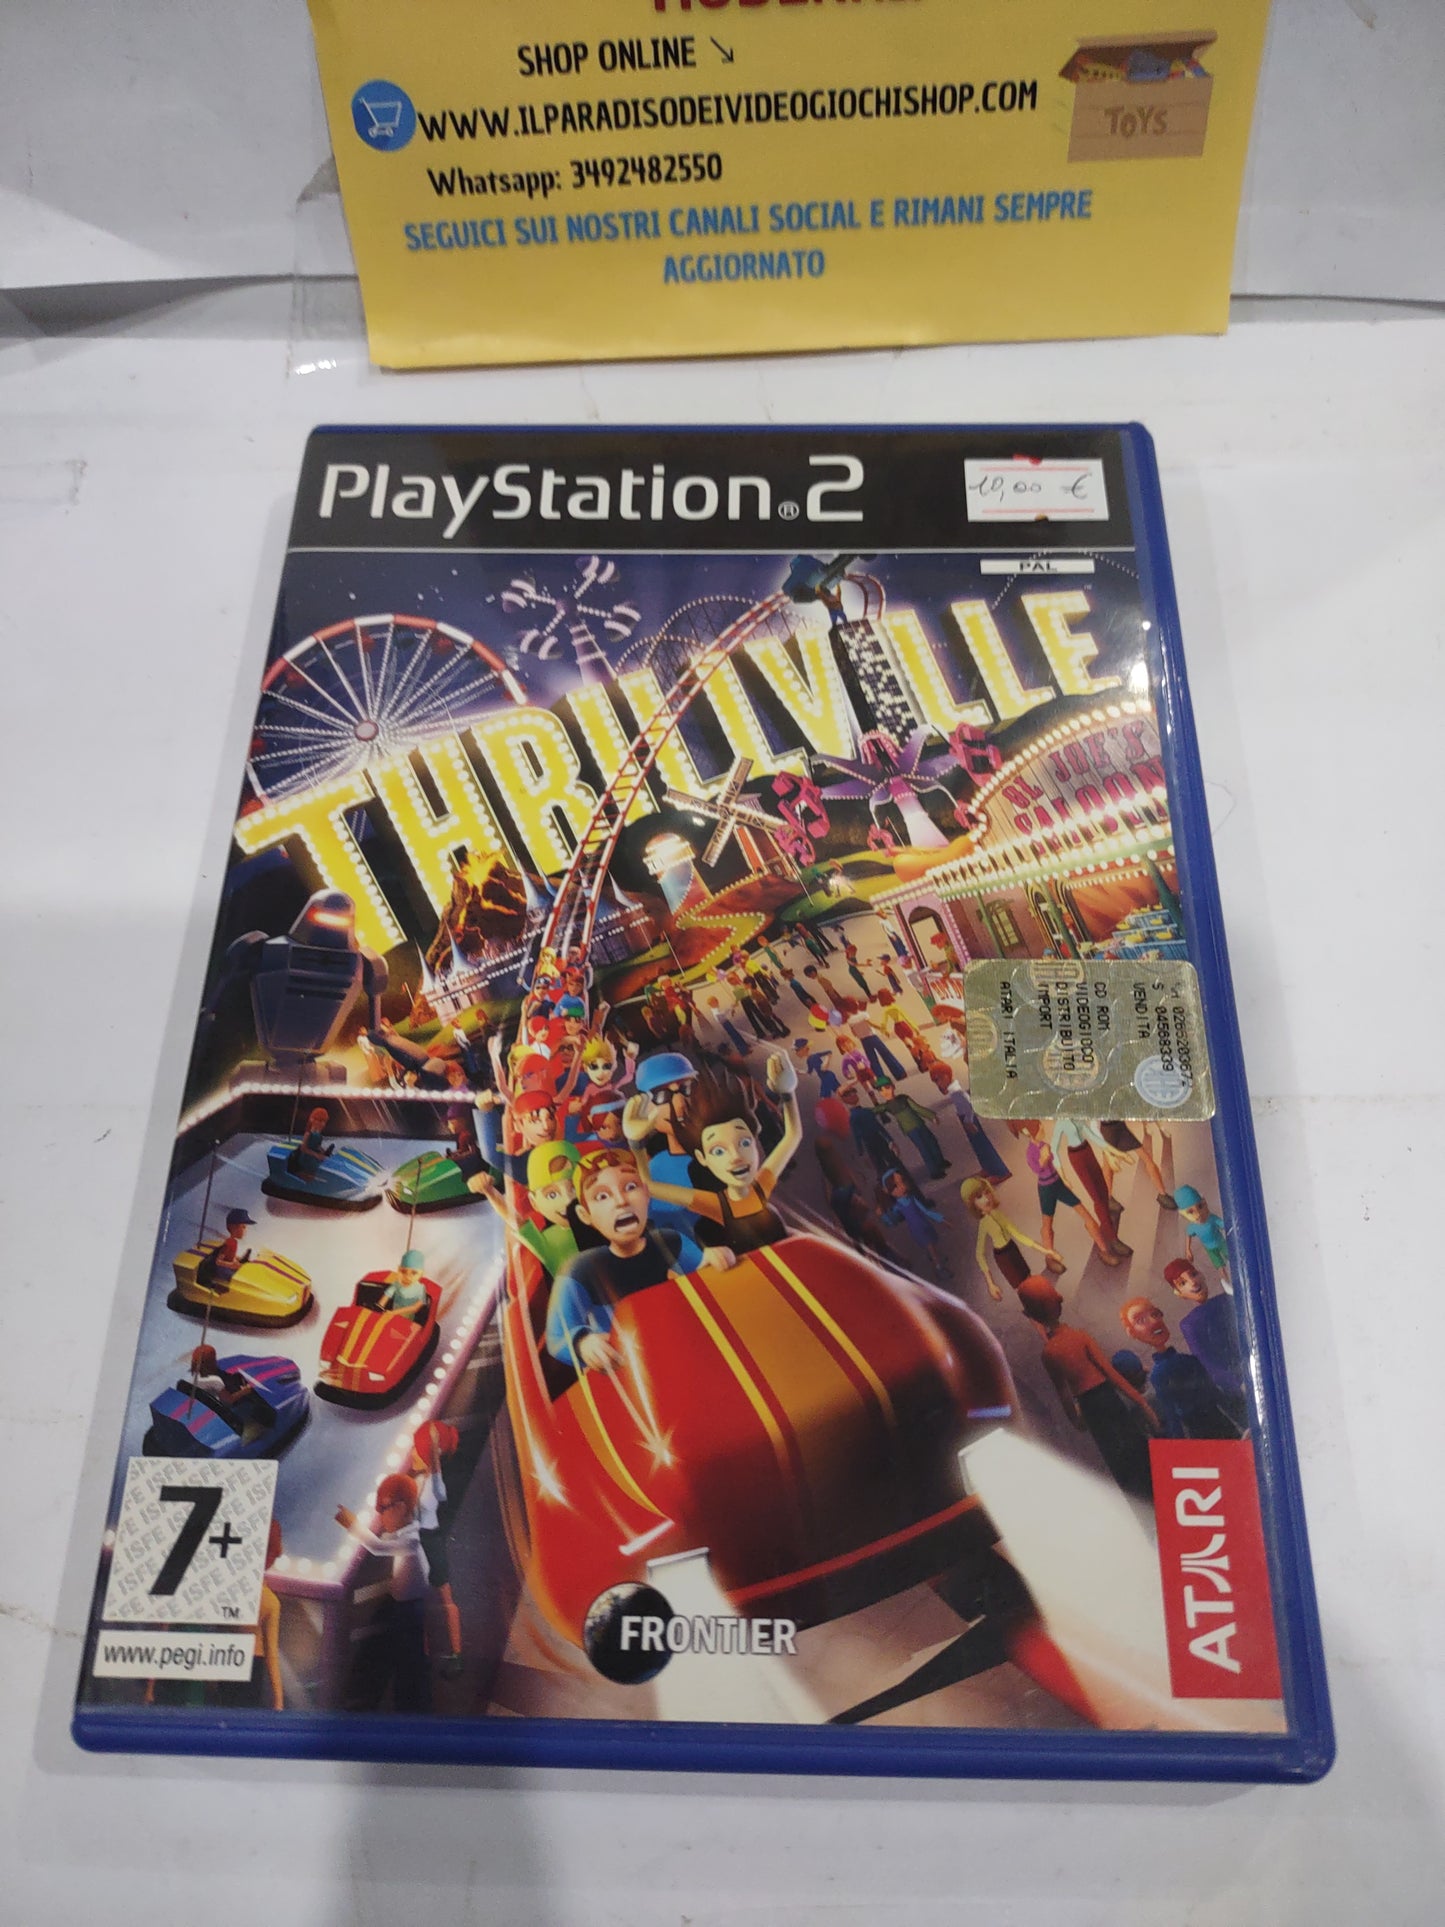 SHOP ONLINE ↘
WWW.ILPARADISODEIVIDEOGIOCHISHOP.COM
TOYS
Whatsapp: 3492482550
SEGUICI SUI NOSTRI CANALI SOCIAL E RIMANI SEMPRE
AGGIORNATO
PlayStation®2
10,00 €
PAL
THRILLVILLE
JOE'S
SALOON
VENDITA
CD ROM
VIDEOGIOCO
DISTRIBUITO
IMPORT
ATARI ITALIA
7+
TM
www.pegi.info
FRONTIER
ATARI